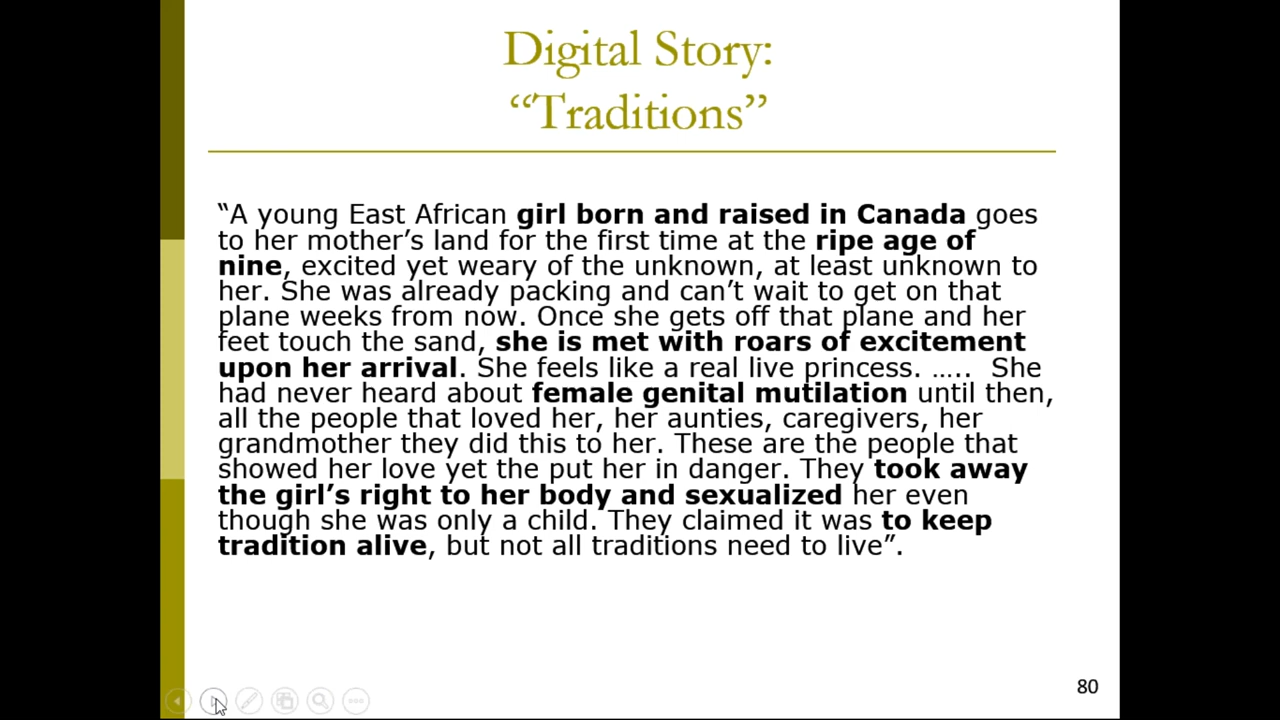 Digital Story:
“Traditions”
“A young East African girl born and raised in Canada goes
to her mother’s land for the first time at the ripe age of
nine, excited yet weary of the unknown, at least unknown to
her. She was already packing and can’t wait to get on that
plane weeks from now. Once she gets off that plane and her
feet touch the sand, she is met with roars of excitement
upon her arrival. She feels like a real live princess. ….. She
had never heard about female genital mutilation until then,
all the people that loved her, her aunties, caregivers, her
grandmother they did this to her. These are the people that
showed her love yet the put her in danger. They took away
the girl’s right to her body and sexualized her even
though she was only a child. They claimed it was to keep
tradition alive, but not all traditions need to live”.
80